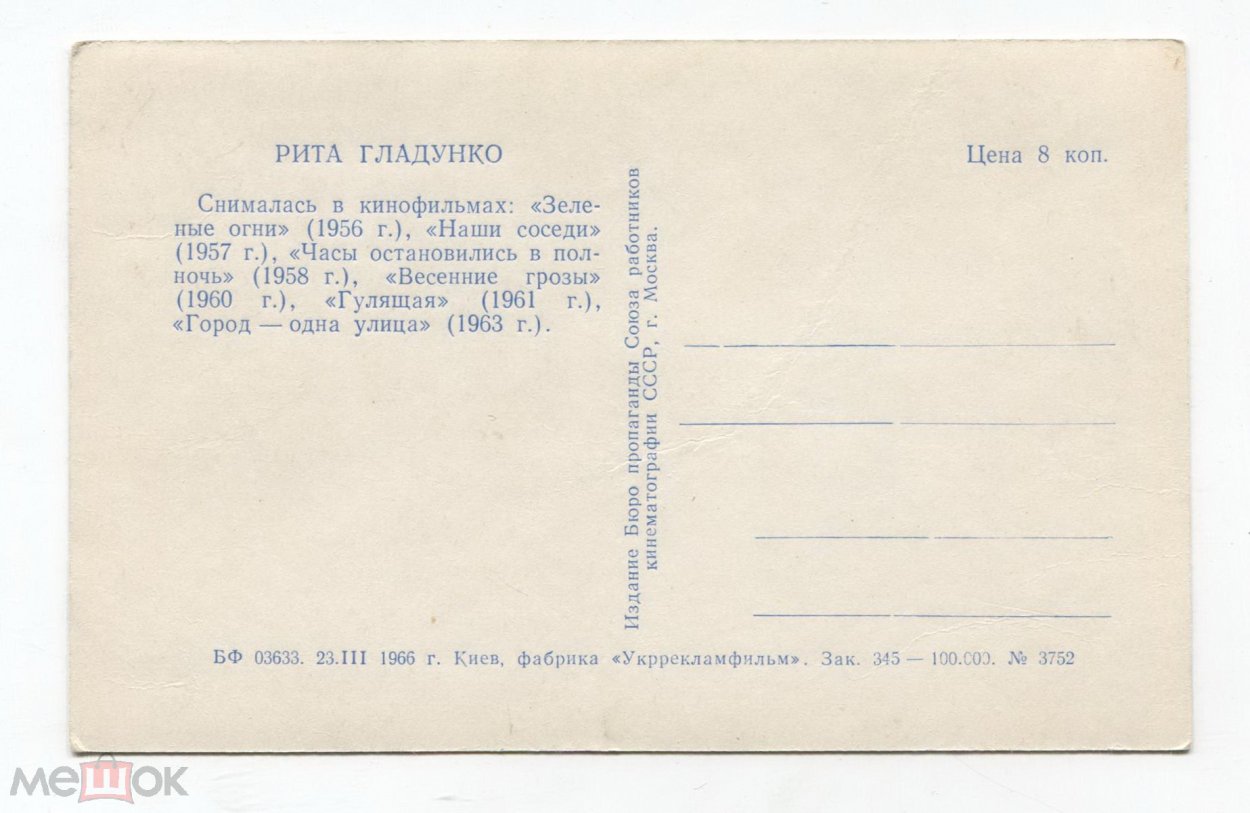 РИТА ГЛАДУНКО
Снималась в кинофильмах: «Зеле-
ные огни» (1956 г.), «Наши соседи»
(1957 г.), «Часы остановились в пол-
ночь» (1958 г.), «Весенние грозы»
(1960 г.), «Гулящая» (1961 г.),
«Город — одна улица» (1963 г.).
Издание Бюро пропаганды Союза работников
кинематографии СССР, г. Москва.
Цена 8 коп.
БФ 03633. 23.III 1966 г. Киев, фабрика «Укррекламфильм». Зак. 345 — 100.000. № 3752
мешок